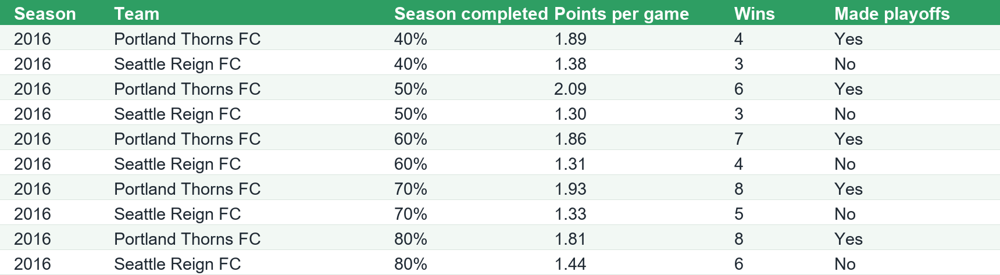 Season Team Season completed Points per game Wins Made playoffs
2016 Portland Thorns FC 40% 1.89 4 Yes
2016 Seattle Reign FC 40% 1.38 3 No
2016 Portland Thorns FC 50% 2.09 6 Yes
2016 Seattle Reign FC 50% 1.30 3 No
2016 Portland Thorns FC 60% 1.86 7 Yes
2016 Seattle Reign FC 60% 1.31 4 No
2016 Portland Thorns FC 70% 1.93 8 Yes
2016 Seattle Reign FC 70% 1.33 5 No
2016 Portland Thorns FC 80% 1.81 8 Yes
2016 Seattle Reign FC 80% 1.44 6 No